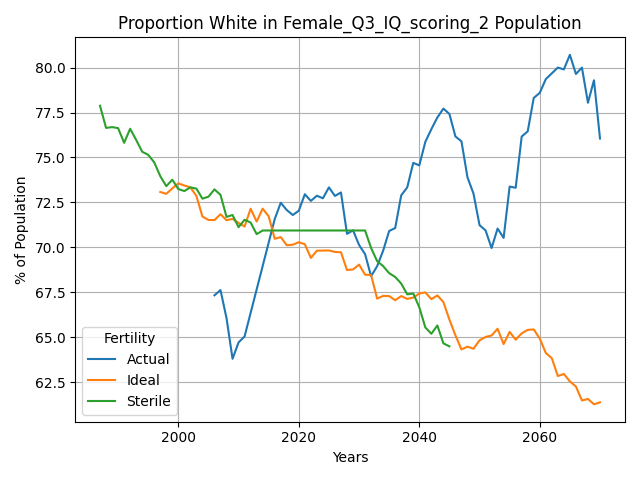 Proportion White in Female_Q3_IQ_scoring_2 Population
% of Population
80.0
77.5
75.0
72.5
70.0
67.5
65.0
62.5
Fertility
Actual
Ideal
Sterile
2000
2020
2040
2060
Years